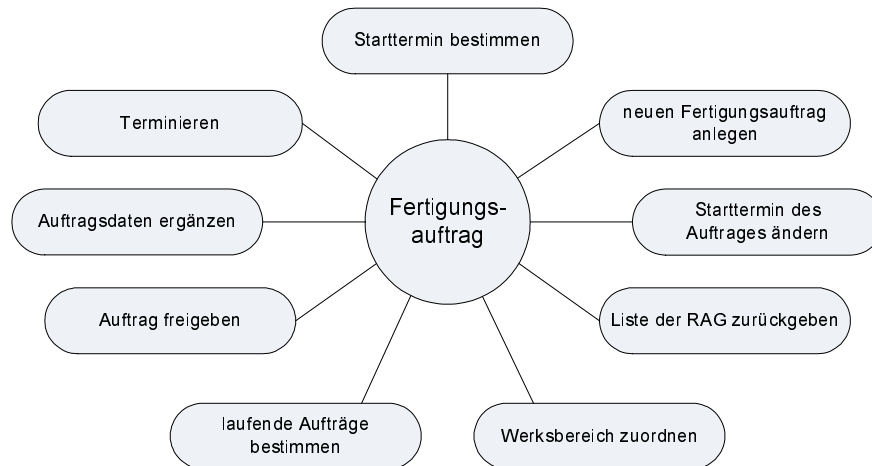 Starttermin bestimmen
Terminieren
neuen Fertigungsauftrag
anlegen
Fertigungs-
auftrag
Auftragsdaten ergänzen
Starttermin des
Auftrages ändern
Auftrag freigeben
Liste der RAG zurückgeben
laufende Aufträge
bestimmen
Werksbereich zuordnen